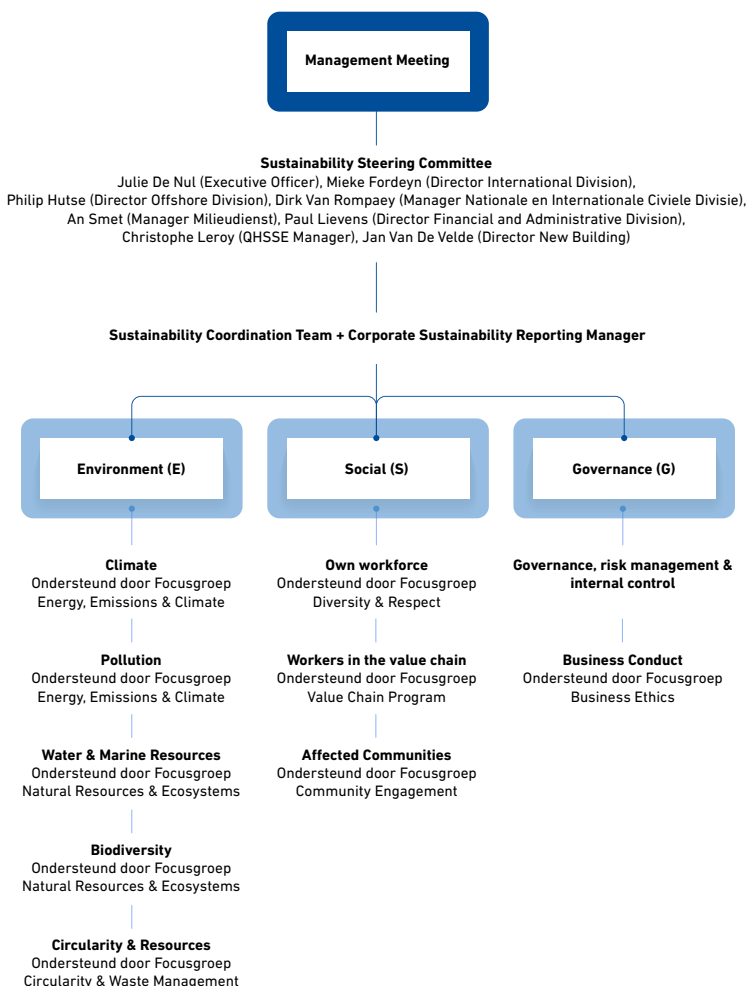 Management Meeting
Sustainability Steering Committee
Julie De Nul (Executive Officer), Mieke Fordeyn (Director International Division),
Philip Hutse (Director Offshore Division), Dirk Van Rompaey (Manager Nationale en Internationale Civiele Divisie),
An Smet (Manager Milieudienst), Paul Lievens (Director Financial and Administrative Division),
Christophe Leroy (QHSSE Manager), Jan Van De Velde (Director New Building)
Sustainability Coordination Team + Corporate Sustainability Reporting Manager
Environment (E)
Climate
Ondersteund door Focusgroep
Energy, Emissions & Climate
Pollution
Ondersteund door Focusgroep
Energy, Emissions & Climate
Water & Marine Resources
Ondersteund door Focusgroep
Natural Resources & Ecosystems
Biodiversity
Ondersteund door Focusgroep
Natural Resources & Ecosystems
Circularity & Resources
Ondersteund door Focusgroep
Circularity & Waste Management
Social (S)
Own workforce
Ondersteund door Focusgroep
Diversity & Respect
Workers in the value chain
Ondersteund door Focusgroep
Value Chain Program
Affected Communities
Ondersteund door Focusgroep
Community Engagement
Governance (G)
Governance, risk management &
internal control
Business Conduct
Ondersteund door Focusgroep
Business Ethics